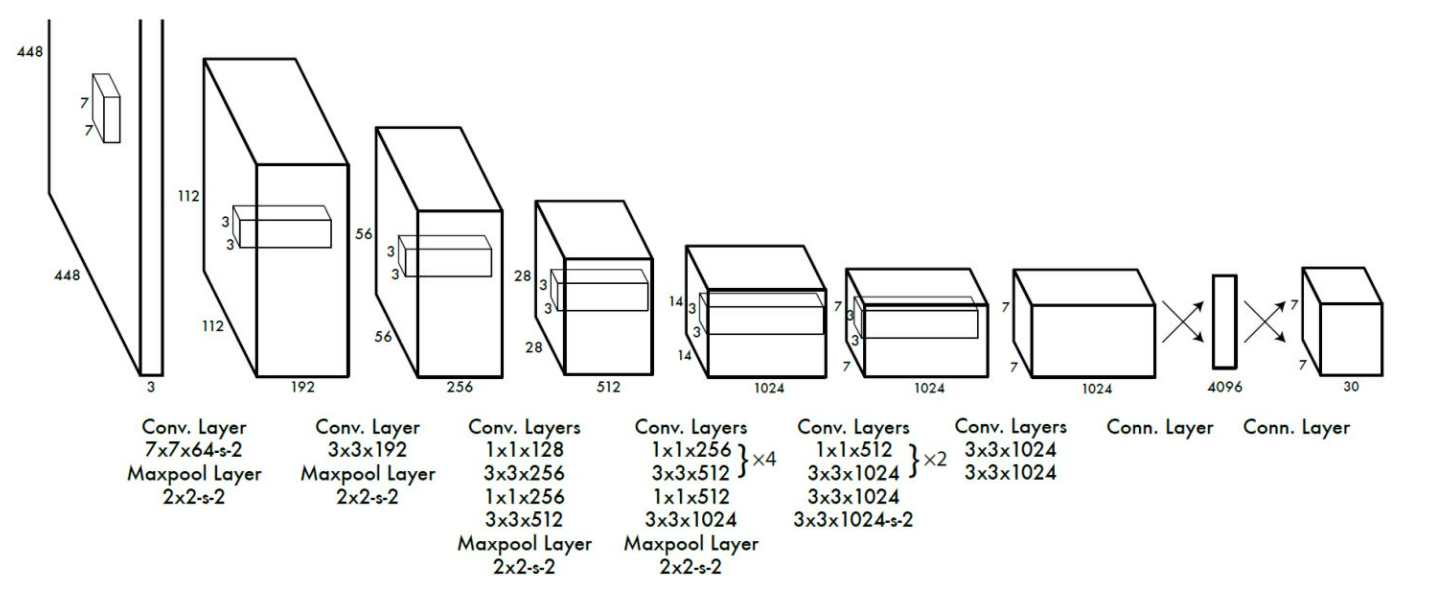 448
7
7
448
3
112
3
3
112
192
56
3
3
56
256
28
3
3
28
512
14
3
3
14
1024
7
3
3
7
1024
7
7
1024
4096
7
7
30
Conv. Layer
7x7x64-s-2
Maxpool Layer
2x2-s-2
Conv. Layer
3x3x192
Maxpool Layer
2x2-s-2
Conv. Layers
1x1x128
3x3x256
1x1x256
3x3x512
Maxpool Layer
2x2-s-2
Conv. Layers
1x1x256
3x3x512 } ×4
1x1x512
3x3x1024
Maxpool Layer
2x2-s-2
Conv. Layers
1x1x512
3x3x1024 } ×2
3x3x1024
3x3x1024-s-2
Conv. Layers
3x3x1024
3x3x1024
Conn. Layer
Conn. Layer